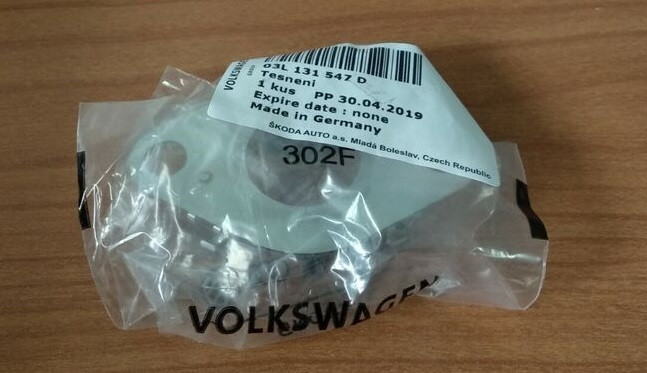 VOLKSWAGEN
03L 131 547 D
Tesneni
1 kus PP 30.04.2019
Expire date : none
Made in Germany
ŠKODA AUTO a.s. Mladá Boleslav, Czech Republic
302F
VOLKSWAGEN